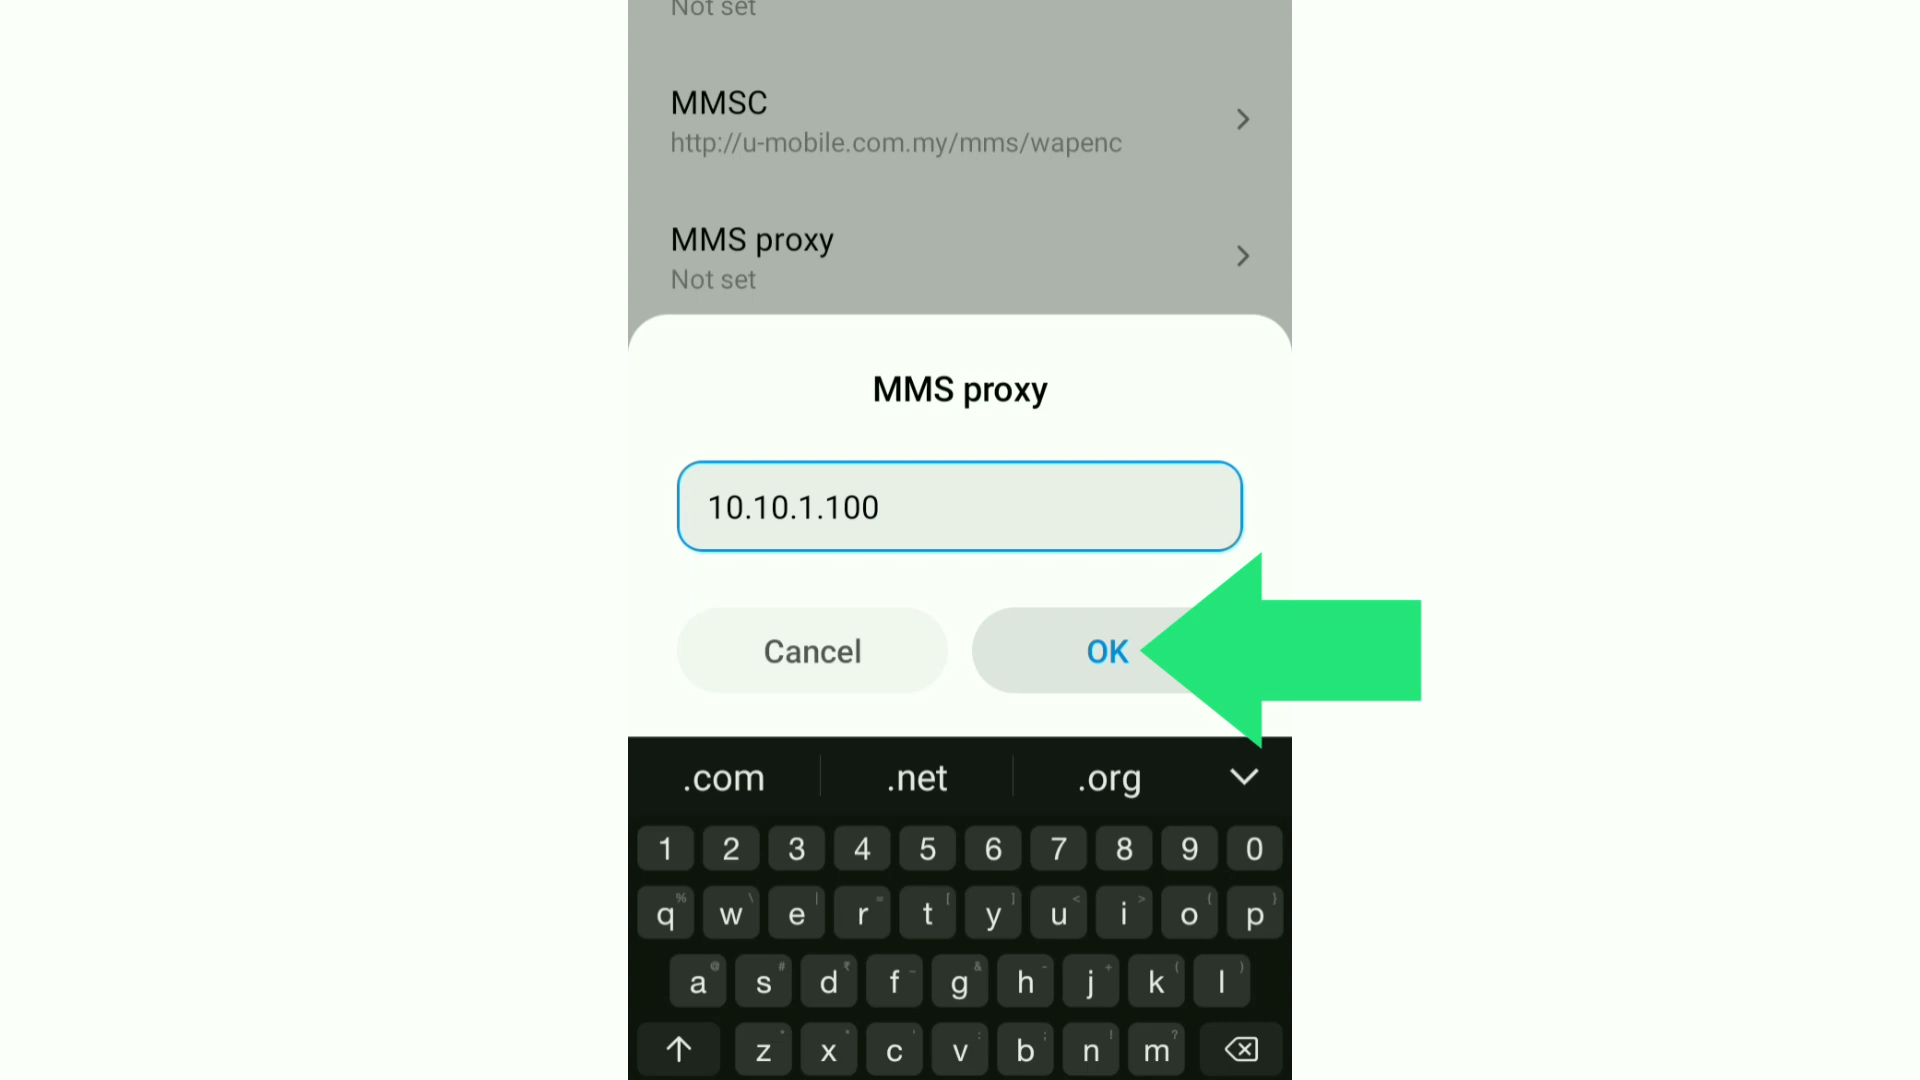 Not set
MMSC
http://u-mobile.com.my/mms/wapenc
MMS proxy
Not set
MMS proxy
10.10.1.100
Cancel OK
.com .net .org
1 2 3 4 5 6 7 8 9 0
% \ | = [ ] < > { }
q w e r t y u i o p
@ # ₹ _ & - + ( )
a s d f g h j k l
* " ' : ; ! ?
z x c v b n m